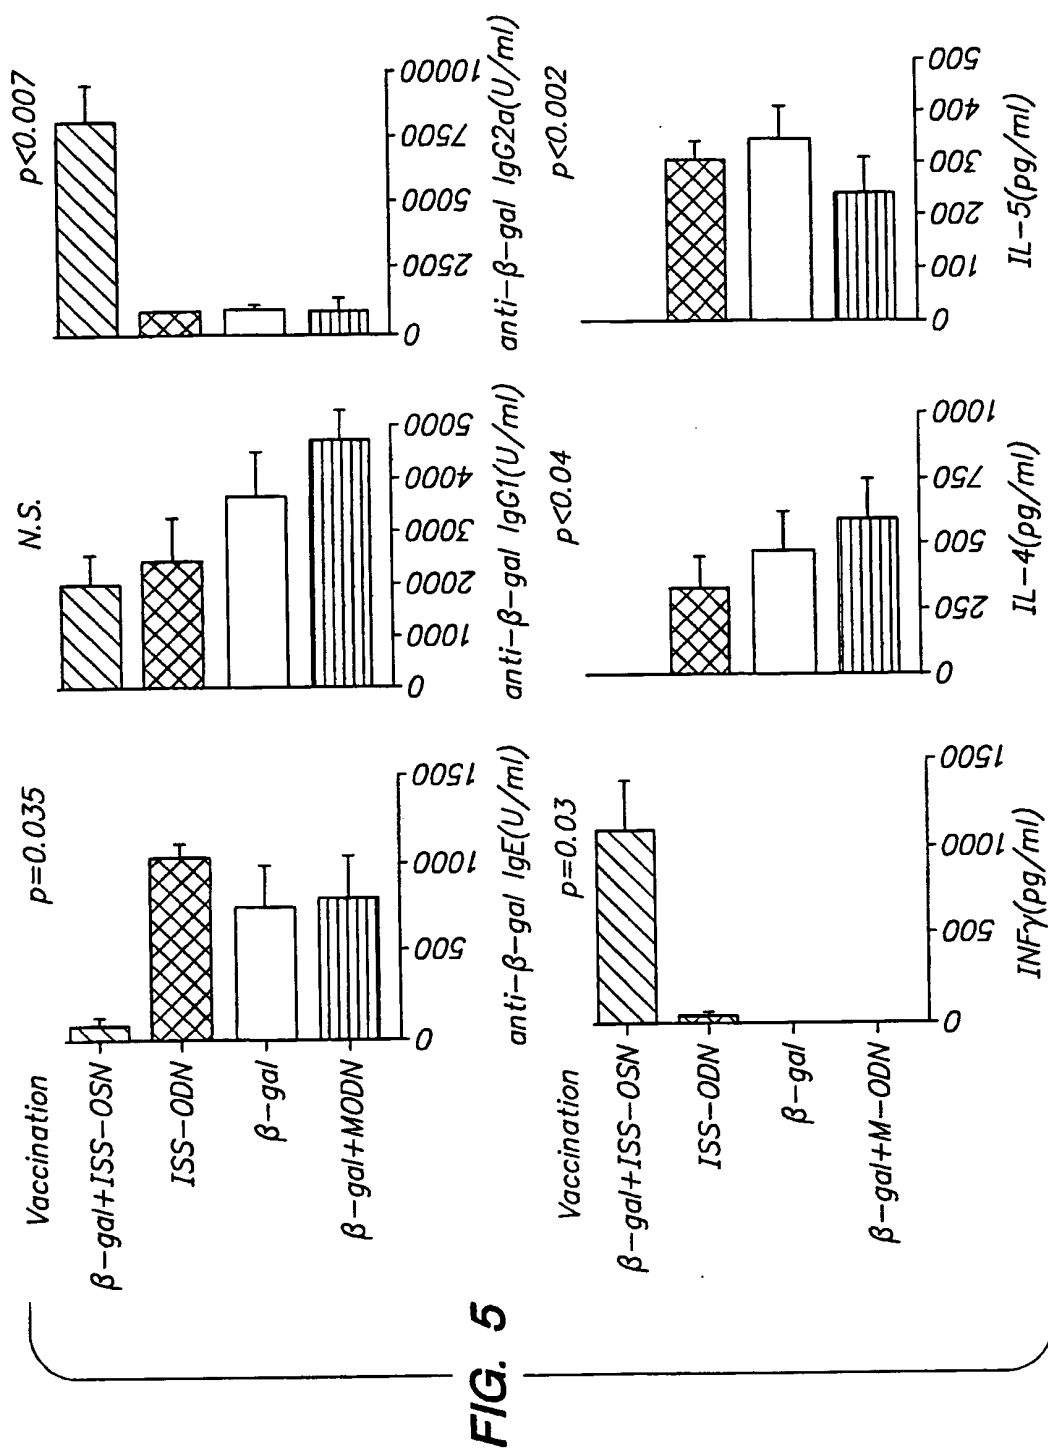 FIG. 5
Vaccination
p=0.035
N.S.
p<0.007
β-gal+ISS-OSN
ISS-ODN
β-gal
β-gal+MODN
0 500 1000 1500
0 1000 2000 3000 4000 5000
0 2500 5000 7500 10000
anti-β-gal IgE(U/ml)
anti-β-gal IgG1(U/ml)
anti-β-gal IgG2a(U/ml)
Vaccination
p=0.03
p<0.04
p<0.002
β-gal+ISS-OSN
ISS-ODN
β-gal
β-gal+M-ODN
0 500 1000 1500
0 250 500 750 1000
0 100 200 300 400 500
INFγ(pg/ml)
IL-4(pg/ml)
IL-5(pg/ml)